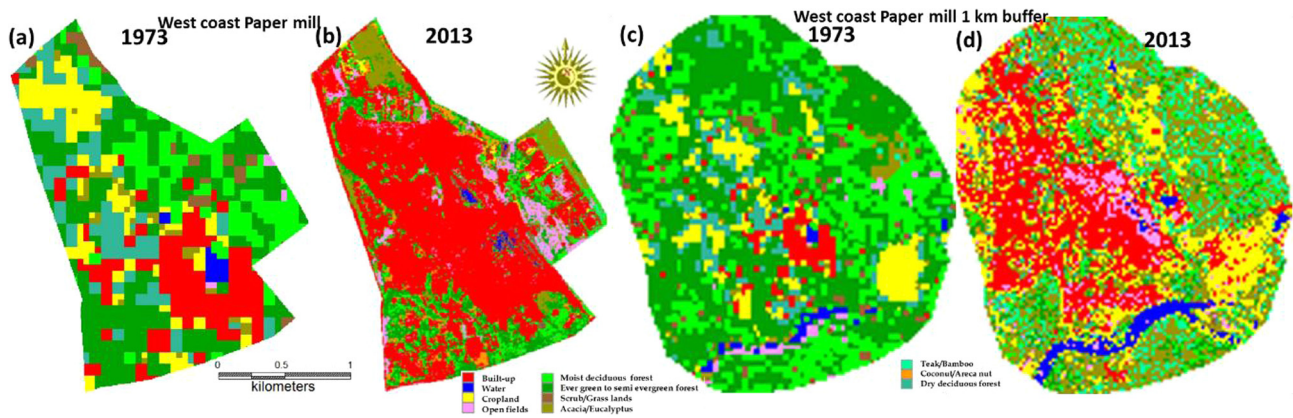 West coast Paper mill
West coast Paper mill 1 km buffer
(a)
1973
(b)
2013
(c)
1973
(d)
2013
0 0.5 1
kilometers
Built-up
Water
Cropland
Open fields
Moist deciduous forest
Ever green to semi evergreen forest
Scrub/Grass lands
Acacia/Eucalyptus
Teak/Bamboo
Coconut/Areca nut
Dry deciduous forest